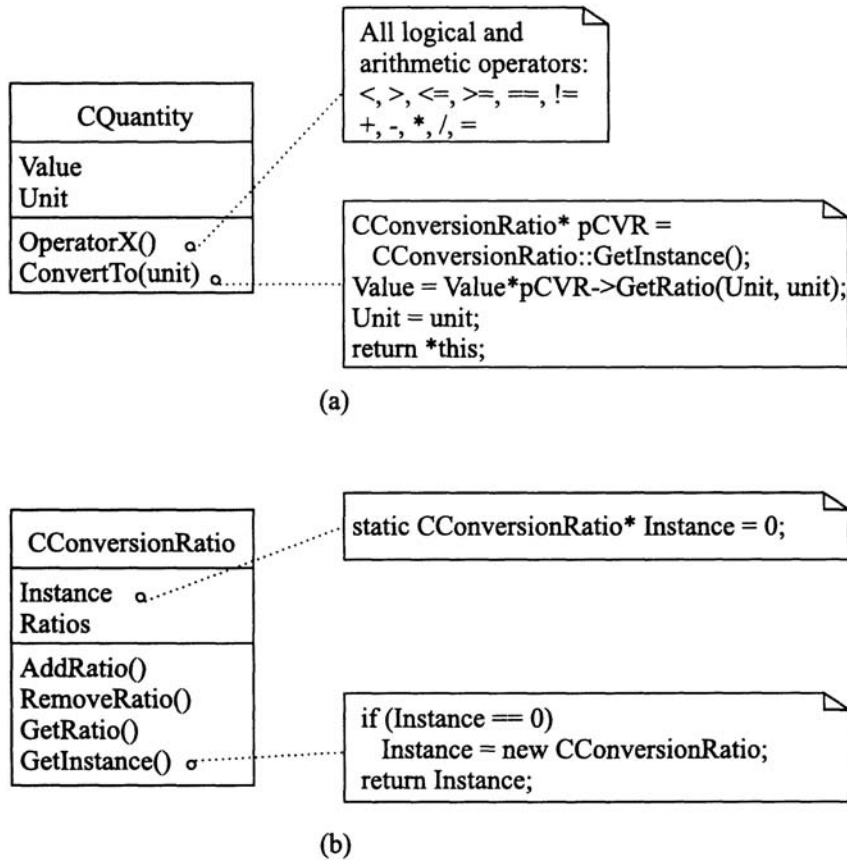 All logical and
arithmetic operators:
<, >, <=, >=, ==, !=
+, -, *, /, =
CQuantity
Value
Unit
OperatorX()
ConvertTo(unit)
CConversionRatio* pCVR =
CConversionRatio::GetInstance();
Value = Value*pCVR->GetRatio(Unit, unit);
Unit = unit;
return *this;
(a)
CConversionRatio
Instance
Ratios
AddRatio()
RemoveRatio()
GetRatio()
GetInstance()
static CConversionRatio* Instance = 0;
if (Instance == 0)
Instance = new CConversionRatio;
return Instance;
(b)